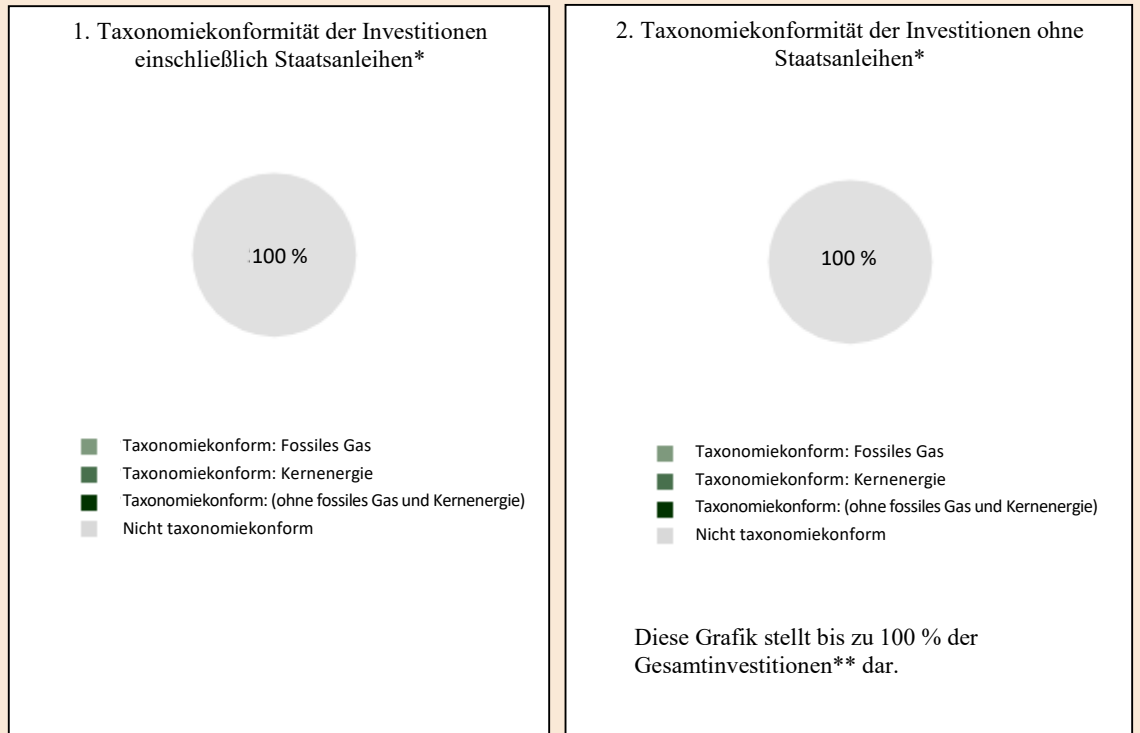 1. Taxonomiekonformität der Investitionen
einschließlich Staatsanleihen*
100 %
Taxonomiekonform: Fossiles Gas
Taxonomiekonform: Kernenergie
Taxonomiekonform: (ohne fossiles Gas und Kernenergie)
Nicht taxonomiekonform
2. Taxonomiekonformität der Investitionen ohne
Staatsanleihen*
100 %
Taxonomiekonform: Fossiles Gas
Taxonomiekonform: Kernenergie
Taxonomiekonform: (ohne fossiles Gas und Kernenergie)
Nicht taxonomiekonform
Diese Grafik stellt bis zu 100 % der
Gesamtinvestitionen** dar.